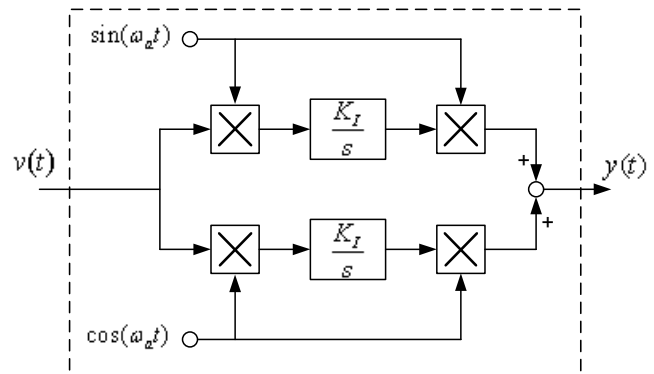 sin(ω_a t)
K_I
s
v(t)
+
y(t)
+
K_I
s
cos(ω_a t)